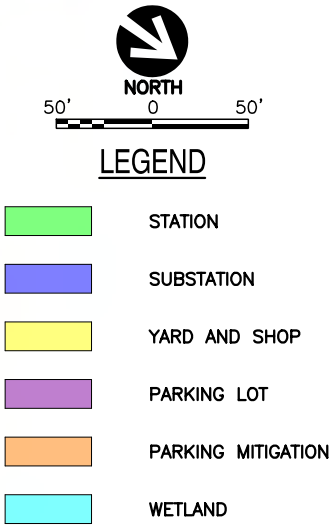 NORTH
50' 0 50'
LEGEND
STATION
SUBSTATION
YARD AND SHOP
PARKING LOT
PARKING MITIGATION
WETLAND